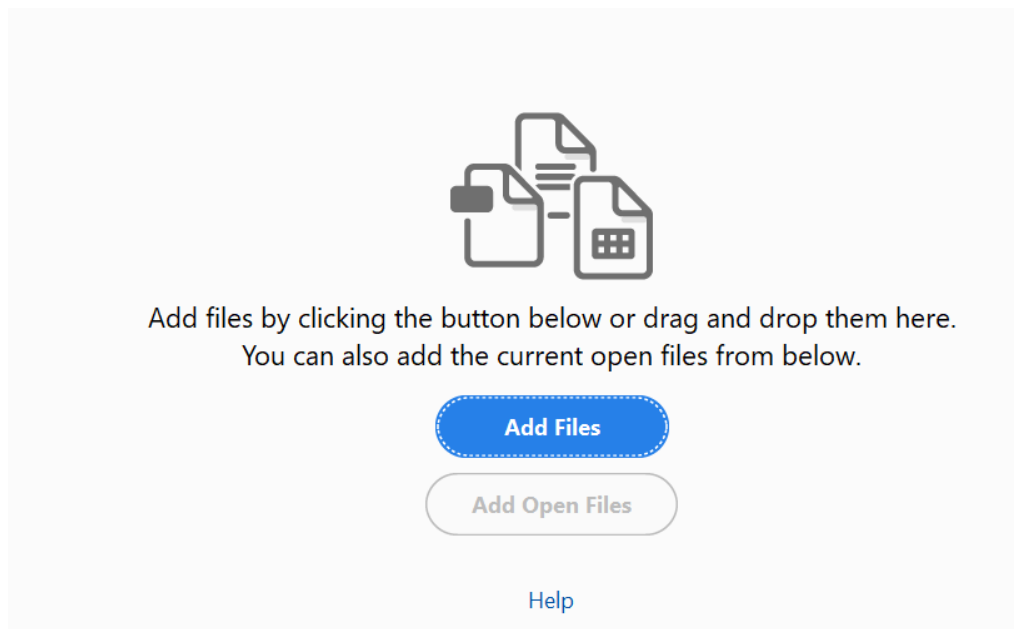 Add files by clicking the button below or drag and drop them here.
You can also add the current open files from below.
Add Files
Add Open Files
Help